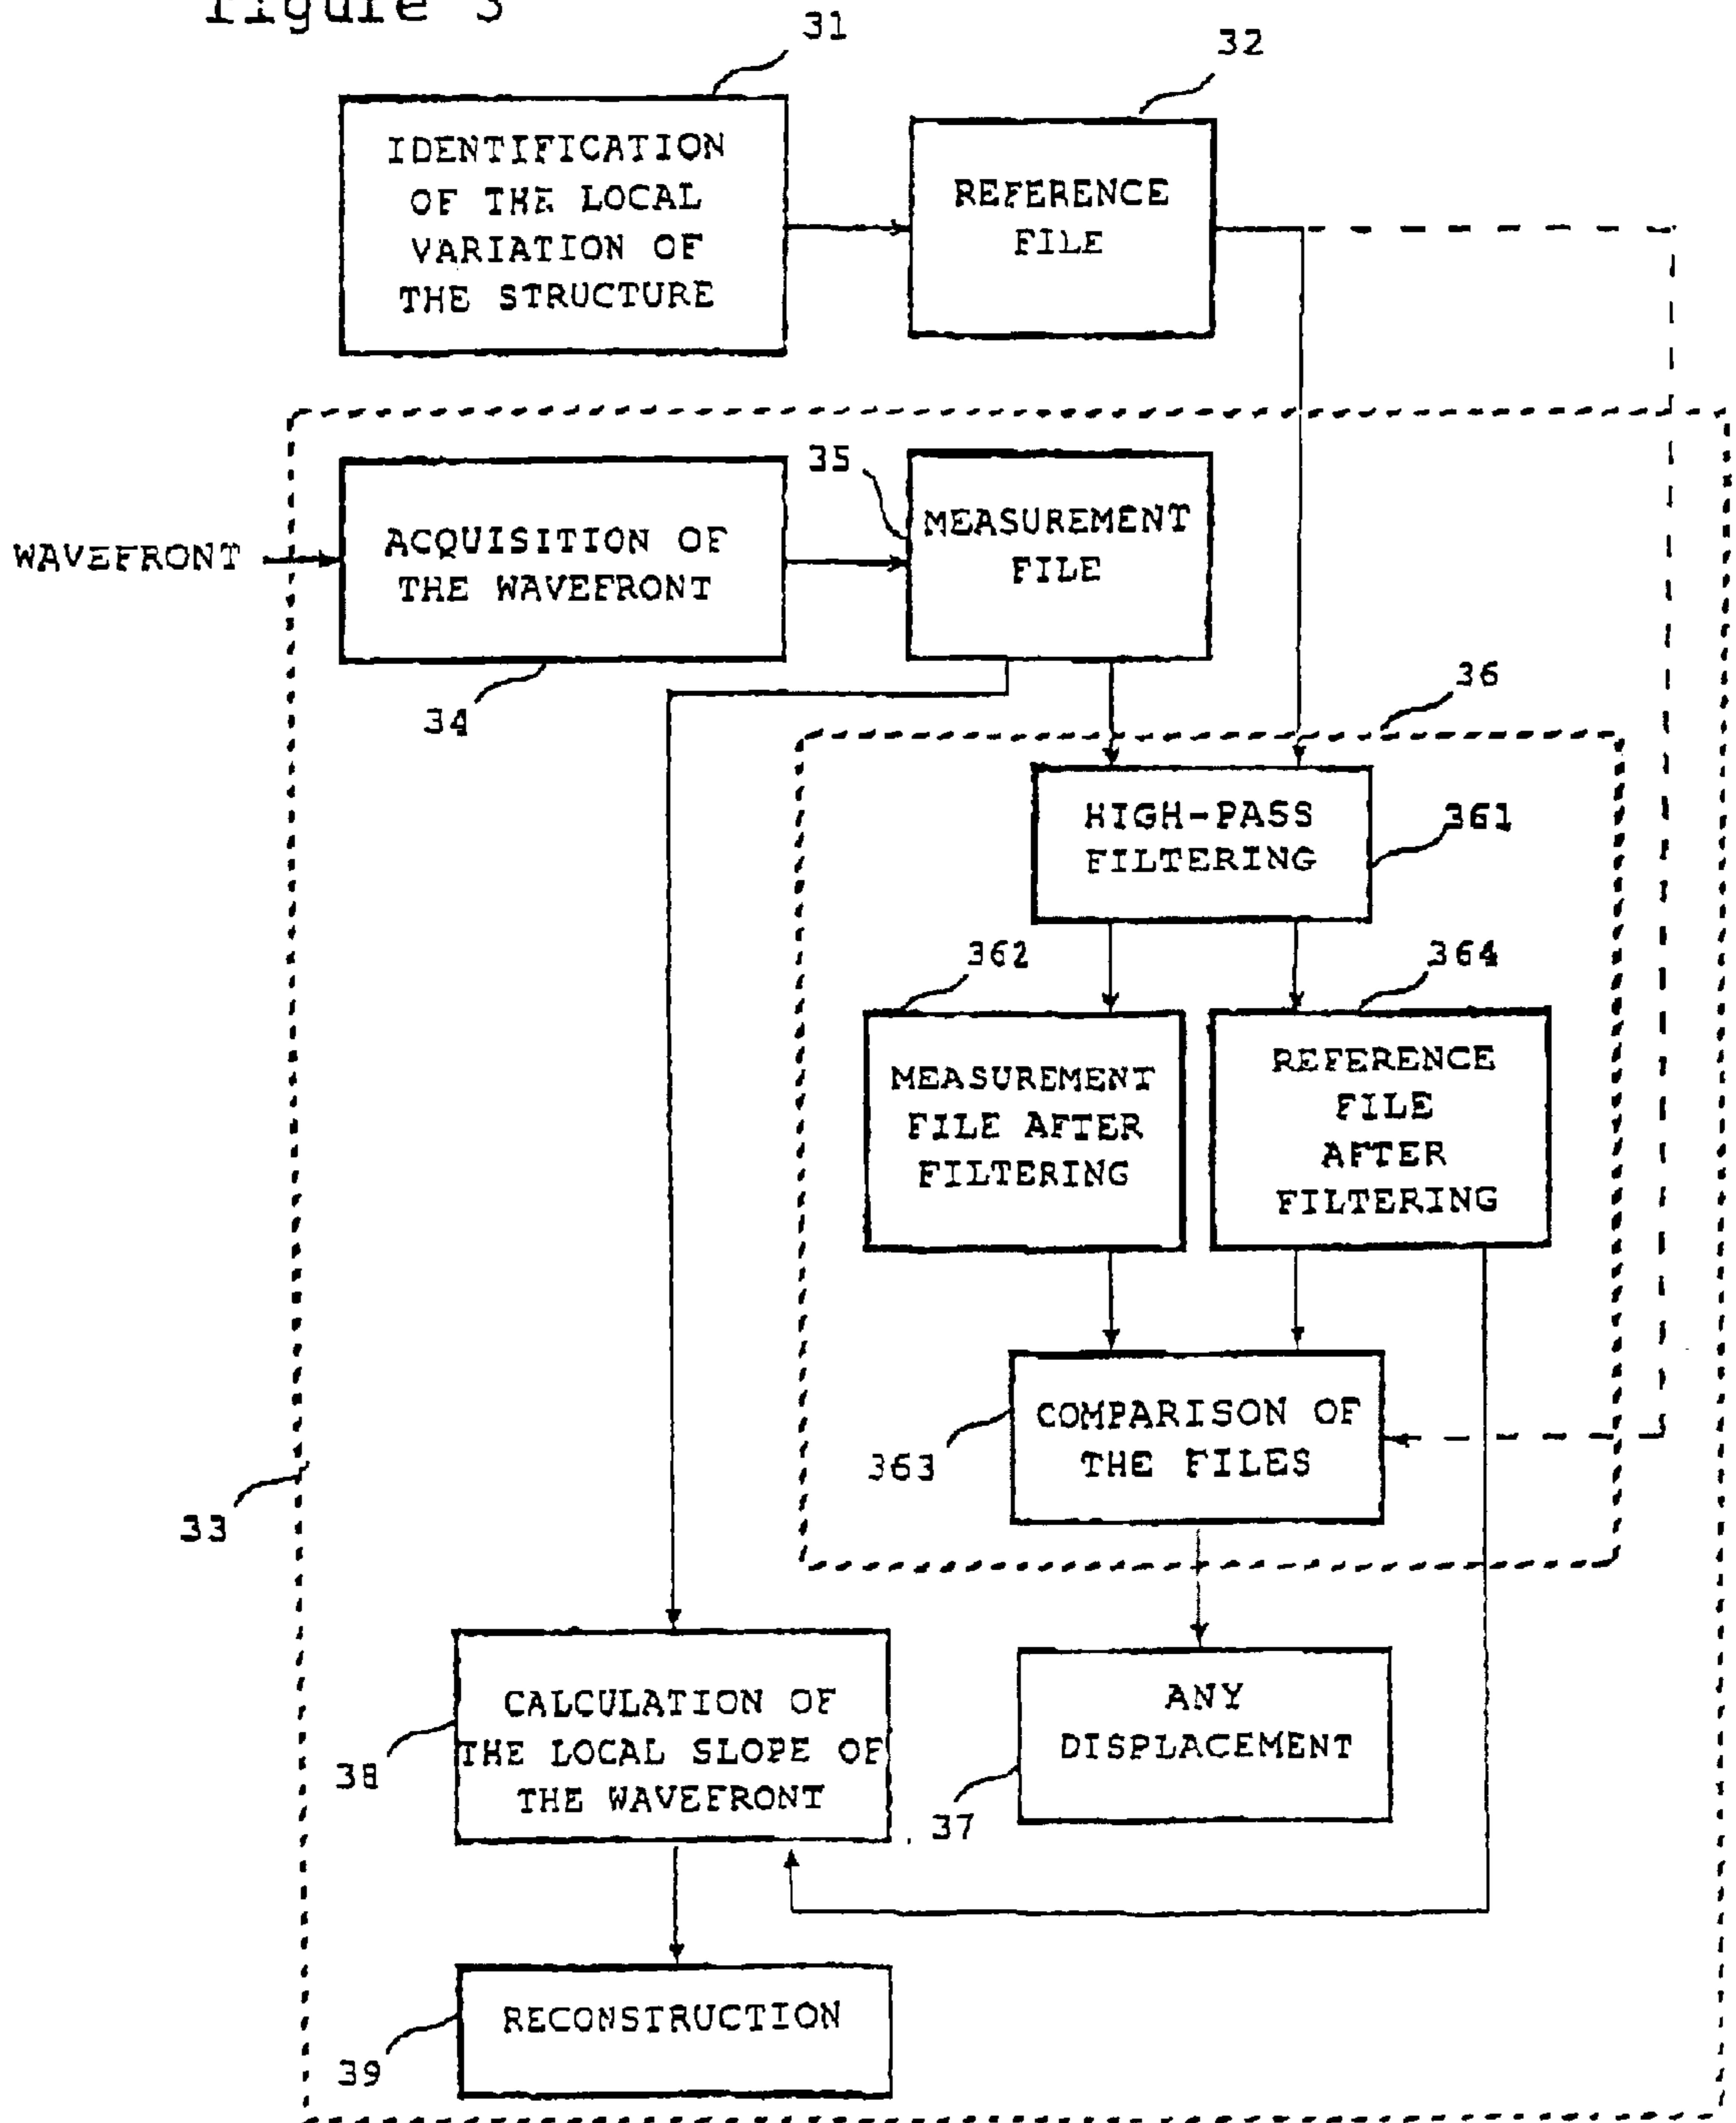 Figure 3
31
32
IDENTIFICATION
OF THE LOCAL
VARIATION OF
THE STRUCTURE
REFERENCE
FILE
35
WAVEFRONT
ACQUISITION OF
THE WAVEFRONT
MEASUREMENT
FILE
34
36
HIGH-PASS
FILTERING
361
362
364
MEASUREMENT
FILE AFTER
FILTERING
REFERENCE
FILE
AFTER
FILTERING
COMPARISON OF
THE FILES
363
33
CALCULATION OF
THE LOCAL SLOPE OF
THE WAVEFRONT
38
ANY
DISPLACEMENT
37
RECONSTRUCTION
39